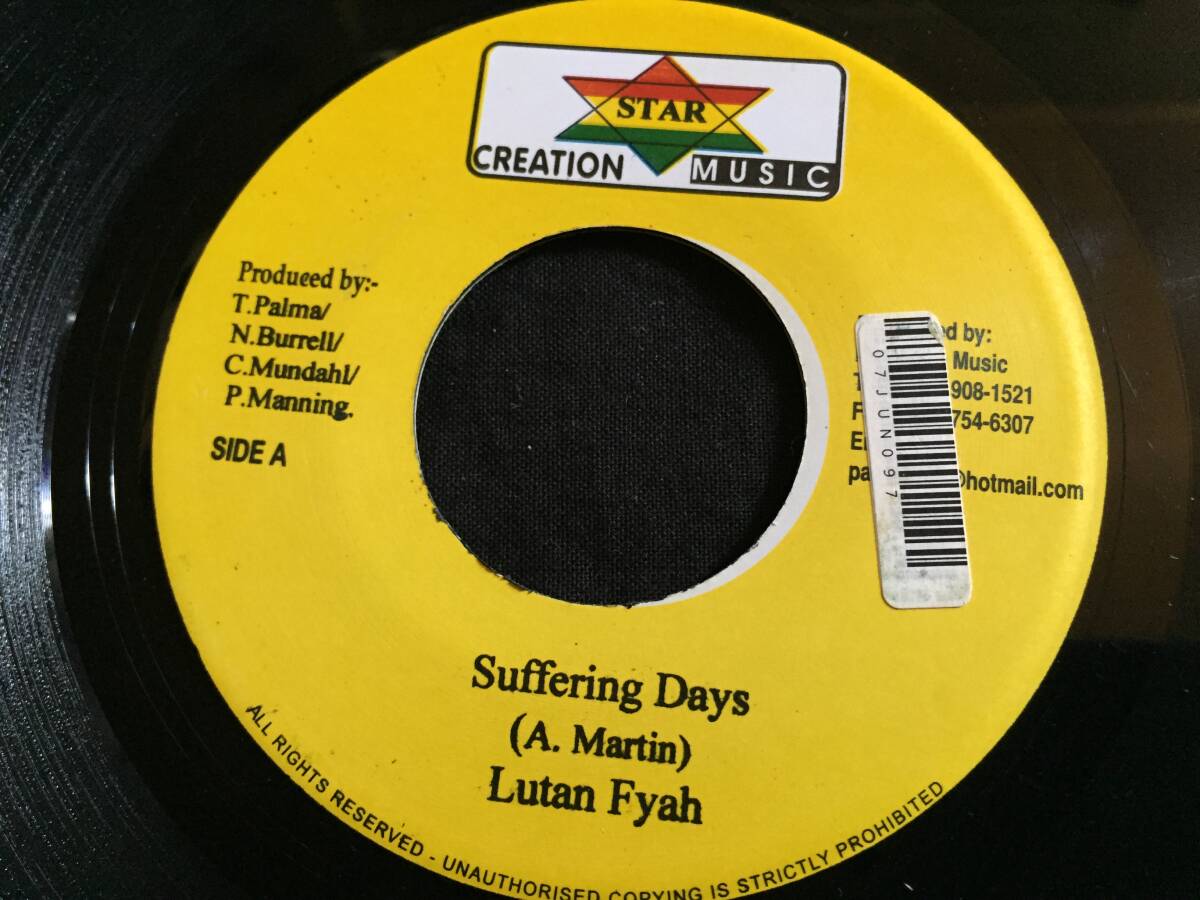 STAR
CREATION MUSIC
Produced by:-
T.Palma/
N.Burrell/
C.Mundahl/
P.Manning.
SIDE A
ed by:
Music
908-1521
754-6307
@hotmail.com
07JUN097
Suffering Days
(A. Martin)
Lutan Fyah
ALL RIGHTS RESERVED - UNAUTHORISED COPYING IS STRICTLY PROHIBITED